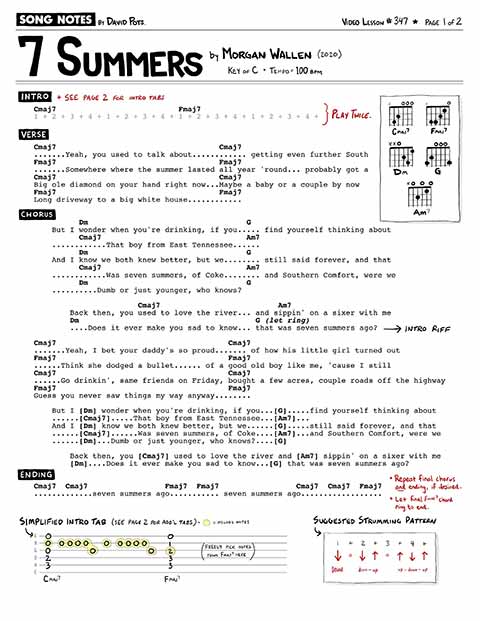 SONG NOTES BY DAVID POTS. VIDEO LESSON #347 ★ PAGE 1 OF 2
7 SUMMERS by MORGAN WALLEN (2020)
KEY OF C • TEMPO = 100 BPM
INTRO + SEE PAGE 2 FOR INTRO TABS
Cmaj7 Fmaj7
1 + 2 + 3 + 4 + 1 + 2 + 3 + 4 + 1 + 2 + 3 + 4 + 1 + 2 + 3 + 4 + } PLAY TWICE.
Cmaj7 Fmaj7
Dm G
Am7
VERSE
Cmaj7 Cmaj7
.......Yeah, you used to talk about............ getting even further South
Fmaj7 Fmaj7
.......Somewhere where the summer lasted all year 'round... probably got a
Cmaj7 Cmaj7
Big ole diamond on your hand right now...Maybe a baby or a couple by now
Fmaj7 Fmaj7
Long driveway to a big white house............
CHORUS
Dm G
But I wonder when you're drinking, if you..... find yourself thinking about
Cmaj7 Am7
............That boy from East Tennessee......
Dm G
And I know we both knew better, but we........ still said forever, and that
Cmaj7 Am7
............Was seven summers, of Coke........ and Southern Comfort, were we
Dm G
..........Dumb or just younger, who knows?
Cmaj7 Am7
Back then, you used to love the river... and sippin' on a sixer with me
Dm G (let ring)
....Does it ever make you sad to know... that was seven summers ago? → INTRO RIFF
Cmaj7 Cmaj7
.......Yeah, I bet your daddy's so proud....... of how his little girl turned out
Fmaj7 Fmaj7
......Think she dodged a bullet...... of a good old boy like me, 'cause I still
Cmaj7 Cmaj7
......Go drinkin', same friends on Friday, bought a few acres, couple roads off the highway
Fmaj7 Fmaj7
Guess you never saw things my way anyway........
But I [Dm] wonder when you're drinking, if you...[G].....find yourself thinking about
......[Cmaj7].....That boy from East Tennessee...[Am7]...
And I [Dm] know we both knew better, but we......[G].....still said forever, and that
......[Cmaj7].....Was seven summers, of Coke.....[Am7]...and Southern Comfort, were we
......[Dm]...Dumb or just younger, who knows?....[G]
Back then, you [Cmaj7] used to love the river and [Am7] sippin' on a sixer with me
[Dm]....Does it ever make you sad to know...[G] that was seven summers ago?
ENDING
Cmaj7 Cmaj7 Fmaj7 Fmaj7 Cmaj7 Cmaj7 Fmaj7
............seven summers ago............ seven summers ago................
• REPEAT FINAL CHORUS AND ENDING, IF DESIRED.
• LET FINAL Fmaj7 CHORD RING TO END.
SIMPLIFIED INTRO TAB (SEE PAGE 2 FOR ADD'L TABS)
Cmaj7 Fmaj7
SUGGESTED STRUMMING PATTERN
1 + 2 + 3 + 4 +
DOWN